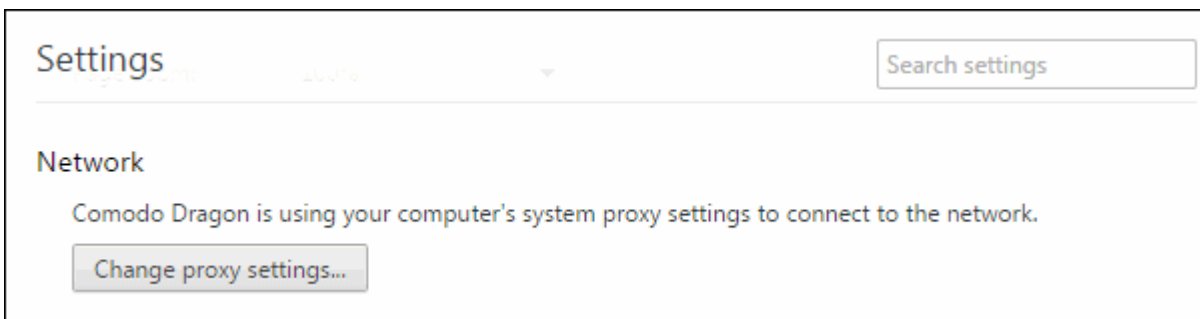 Settings
Search settings
Network
Comodo Dragon is using your computer's system proxy settings to connect to the network.
Change proxy settings...